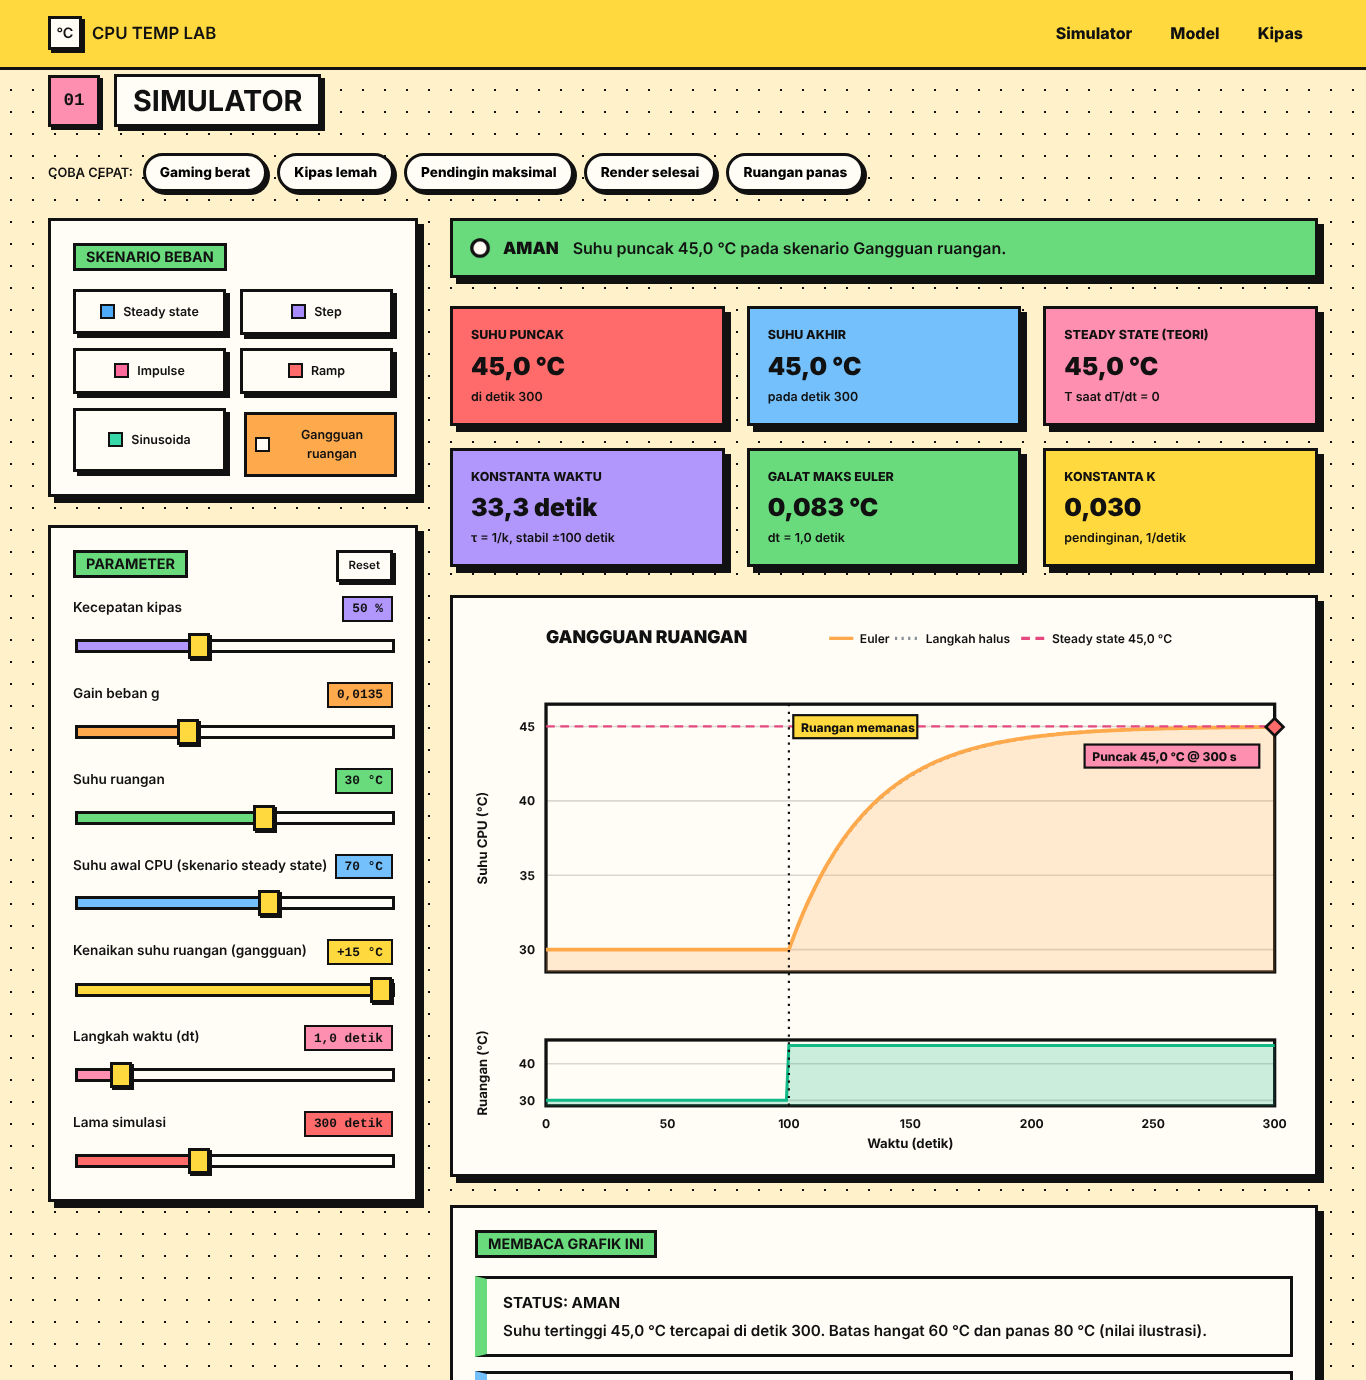 °C CPU TEMP LAB
Simulator Model Kipas
01 SIMULATOR
COBA CEPAT: Gaming berat Kipas lemah Pendingin maksimal Render selesai Ruangan panas
SKENARIO BEBAN
Steady state Step
Impulse Ramp
Sinusoida Gangguan ruangan
PARAMETER Reset
Kecepatan kipas 50 %
Gain beban g 0,0135
Suhu ruangan 30 °C
Suhu awal CPU (skenario steady state) 70 °C
Kenaikan suhu ruangan (gangguan) +15 °C
Langkah waktu (dt) 1,0 detik
Lama simulasi 300 detik
AMAN Suhu puncak 45,0 °C pada skenario Gangguan ruangan.
SUHU PUNCAK
45,0 °C
di detik 300
SUHU AKHIR
45,0 °C
pada detik 300
STEADY STATE (TEORI)
45,0 °C
T saat dT/dt = 0
KONSTANTA WAKTU
33,3 detik
τ = 1/k, stabil ±100 detik
GALAT MAKS EULER
0,083 °C
dt = 1,0 detik
KONSTANTA K
0,030
pendinginan, 1/detik
GANGGUAN RUANGAN
Euler Langkah halus Steady state 45,0 °C
Suhu CPU (°C)
45
40
35
30
Ruangan memanas
Puncak 45,0 °C @ 300 s
Ruangan (°C)
40
30
0 50 100 150 200 250 300
Waktu (detik)
MEMBACA GRAFIK INI
STATUS: AMAN
Suhu tertinggi 45,0 °C tercapai di detik 300. Batas hangat 60 °C dan panas 80 °C (nilai ilustrasi).